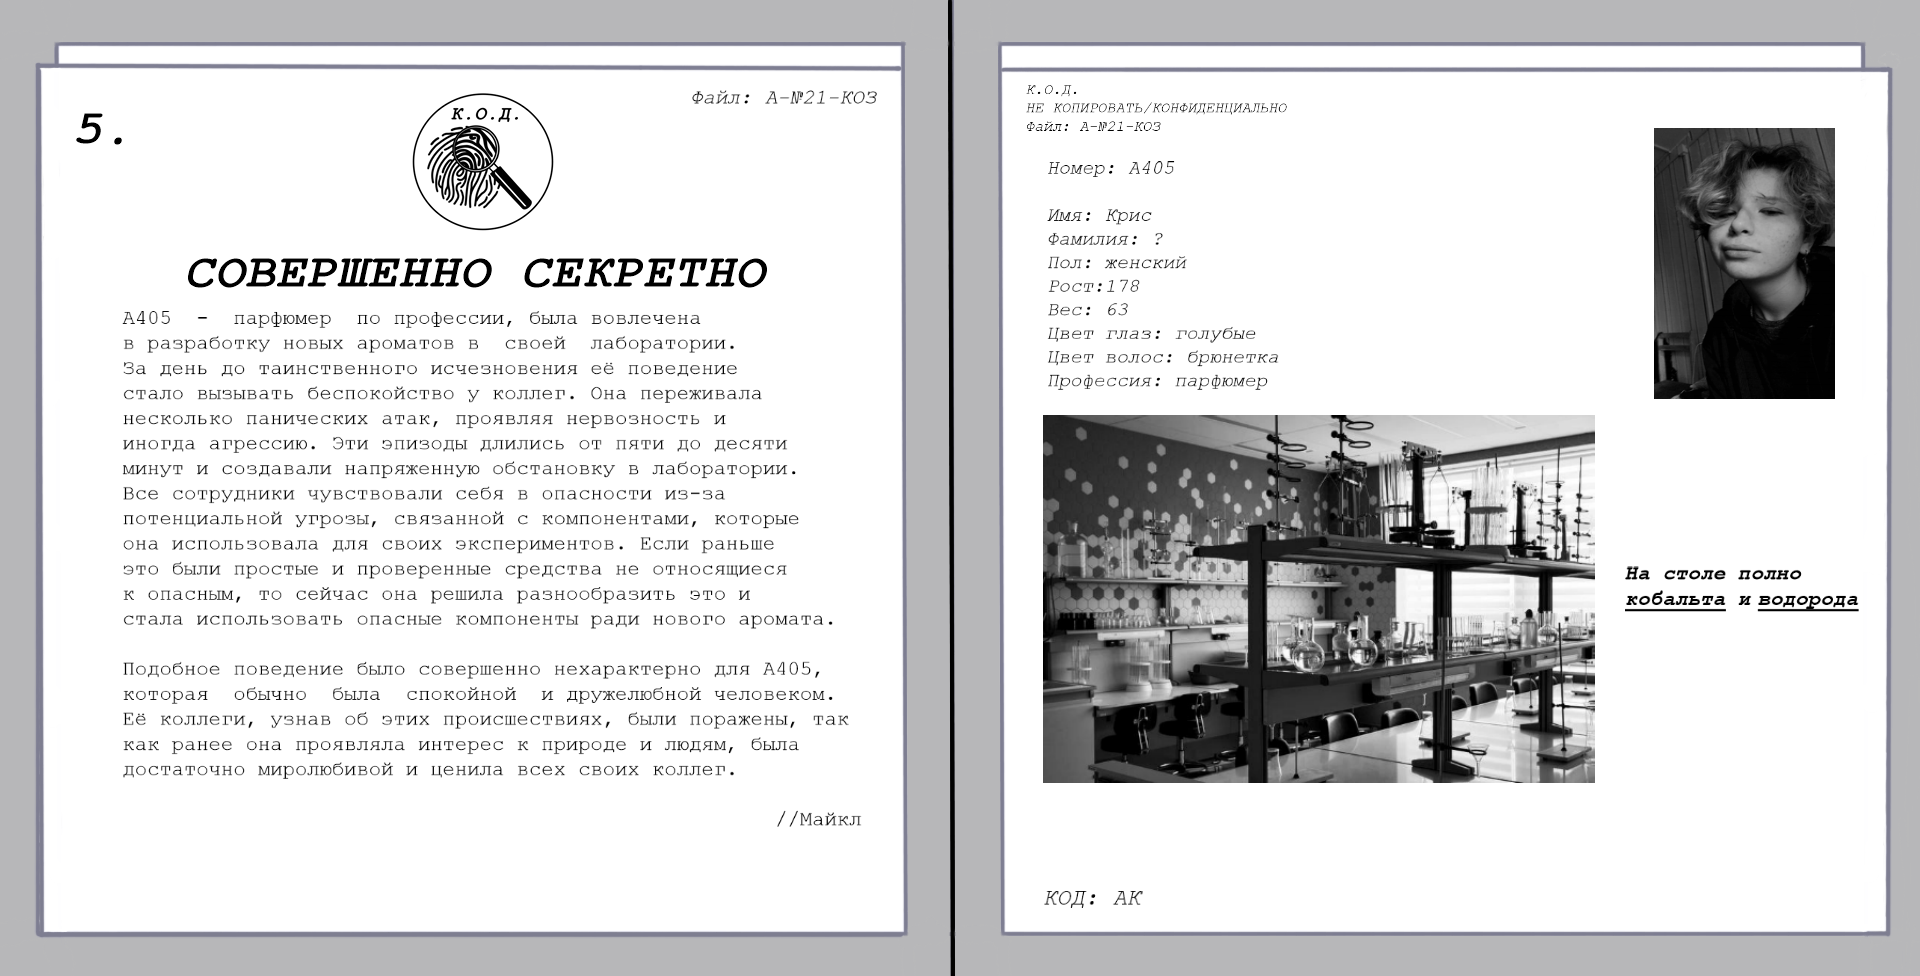 5.
К.О.Д.
Файл: А-№21-КОЗ
СОВЕРШЕННО СЕКРЕТНО
А405 - парфюмер по профессии, была вовлечена
в разработку новых ароматов в своей лаборатории.
За день до таинственного исчезновения её поведение
стало вызывать беспокойство у коллег. Она переживала
несколько панических атак, проявляя нервозность и
иногда агрессию. Эти эпизоды длились от пяти до десяти
минут и создавали напряженную обстановку в лаборатории.
Все сотрудники чувствовали себя в опасности из-за
потенциальной угрозы, связанной с компонентами, которые
она использовала для своих экспериментов. Если раньше
это были простые и проверенные средства не относящиеся
к опасным, то сейчас она решила разнообразить это и
стала использовать опасные компоненты ради нового аромата.
Подобное поведение было совершенно нехарактерно для А405,
которая обычно была спокойной и дружелюбной человеком.
Её коллеги, узнав об этих происшествиях, были поражены, так
как ранее она проявляла интерес к природе и людям, была
достаточно миролюбивой и ценила всех своих коллег.
//Майкл
К.О.Д.
НЕ КОПИРОВАТЬ/КОНФИДЕНЦИАЛЬНО
Файл: А-№21-КОЗ
Номер: А405
Имя: Крис
Фамилия: ?
Пол: женский
Рост:178
Вес: 63
Цвет глаз: голубые
Цвет волос: брюнетка
Профессия: парфюмер
На столе полно
кобальта и водорода
КОД: АК